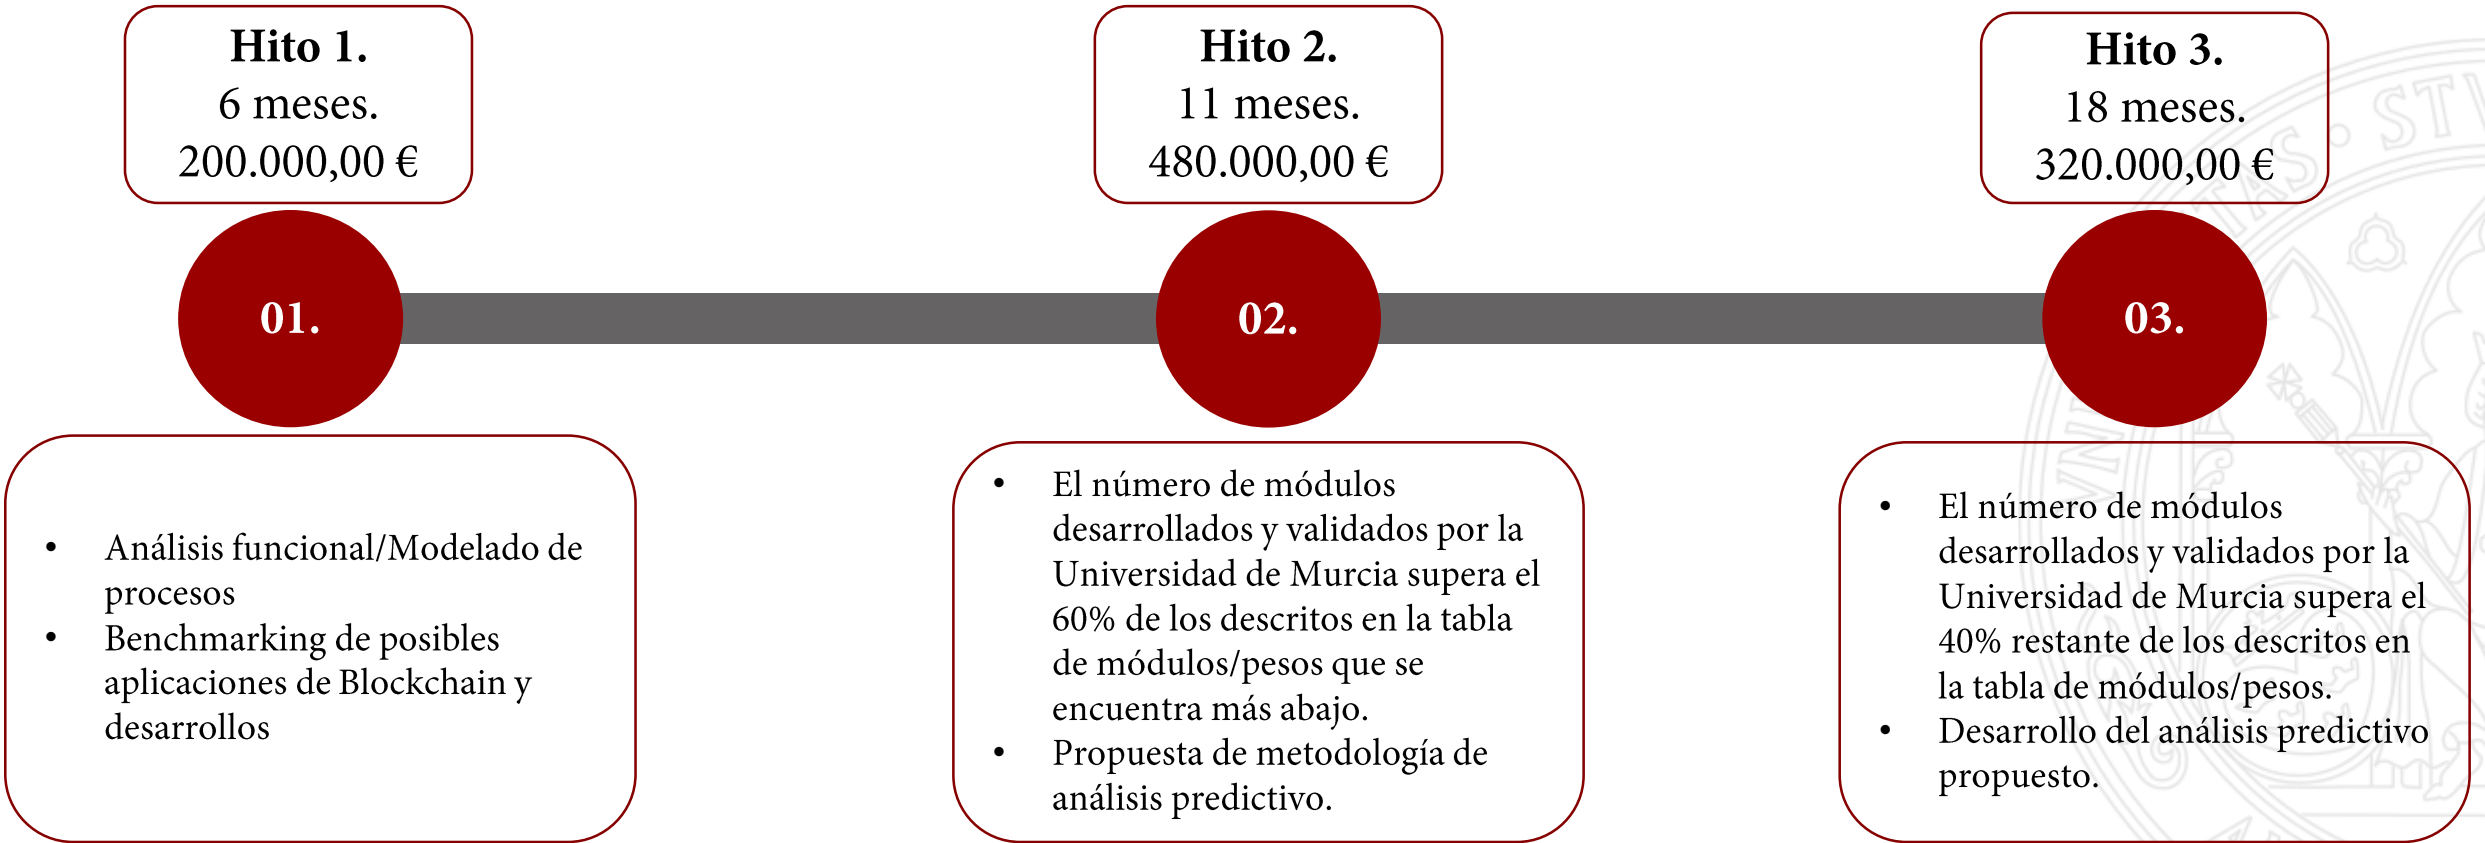 Hito 1.
6 meses.
200.000,00 €
Hito 2.
11 meses.
480.000,00 €
Hito 3.
18 meses.
320.000,00 €
01.
02.
03.
• Análisis funcional/Modelado de
procesos
• Benchmarking de posibles
aplicaciones de Blockchain y
desarrollos
• El número de módulos
desarrollados y validados por la
Universidad de Murcia supera el
60% de los descritos en la tabla
de módulos/pesos que se
encuentra más abajo.
• Propuesta de metodología de
análisis predictivo.
• El número de módulos
desarrollados y validados por la
Universidad de Murcia supera el
40% restante de los descritos en
la tabla de módulos/pesos.
• Desarrollo del análisis predictivo
propuesto.